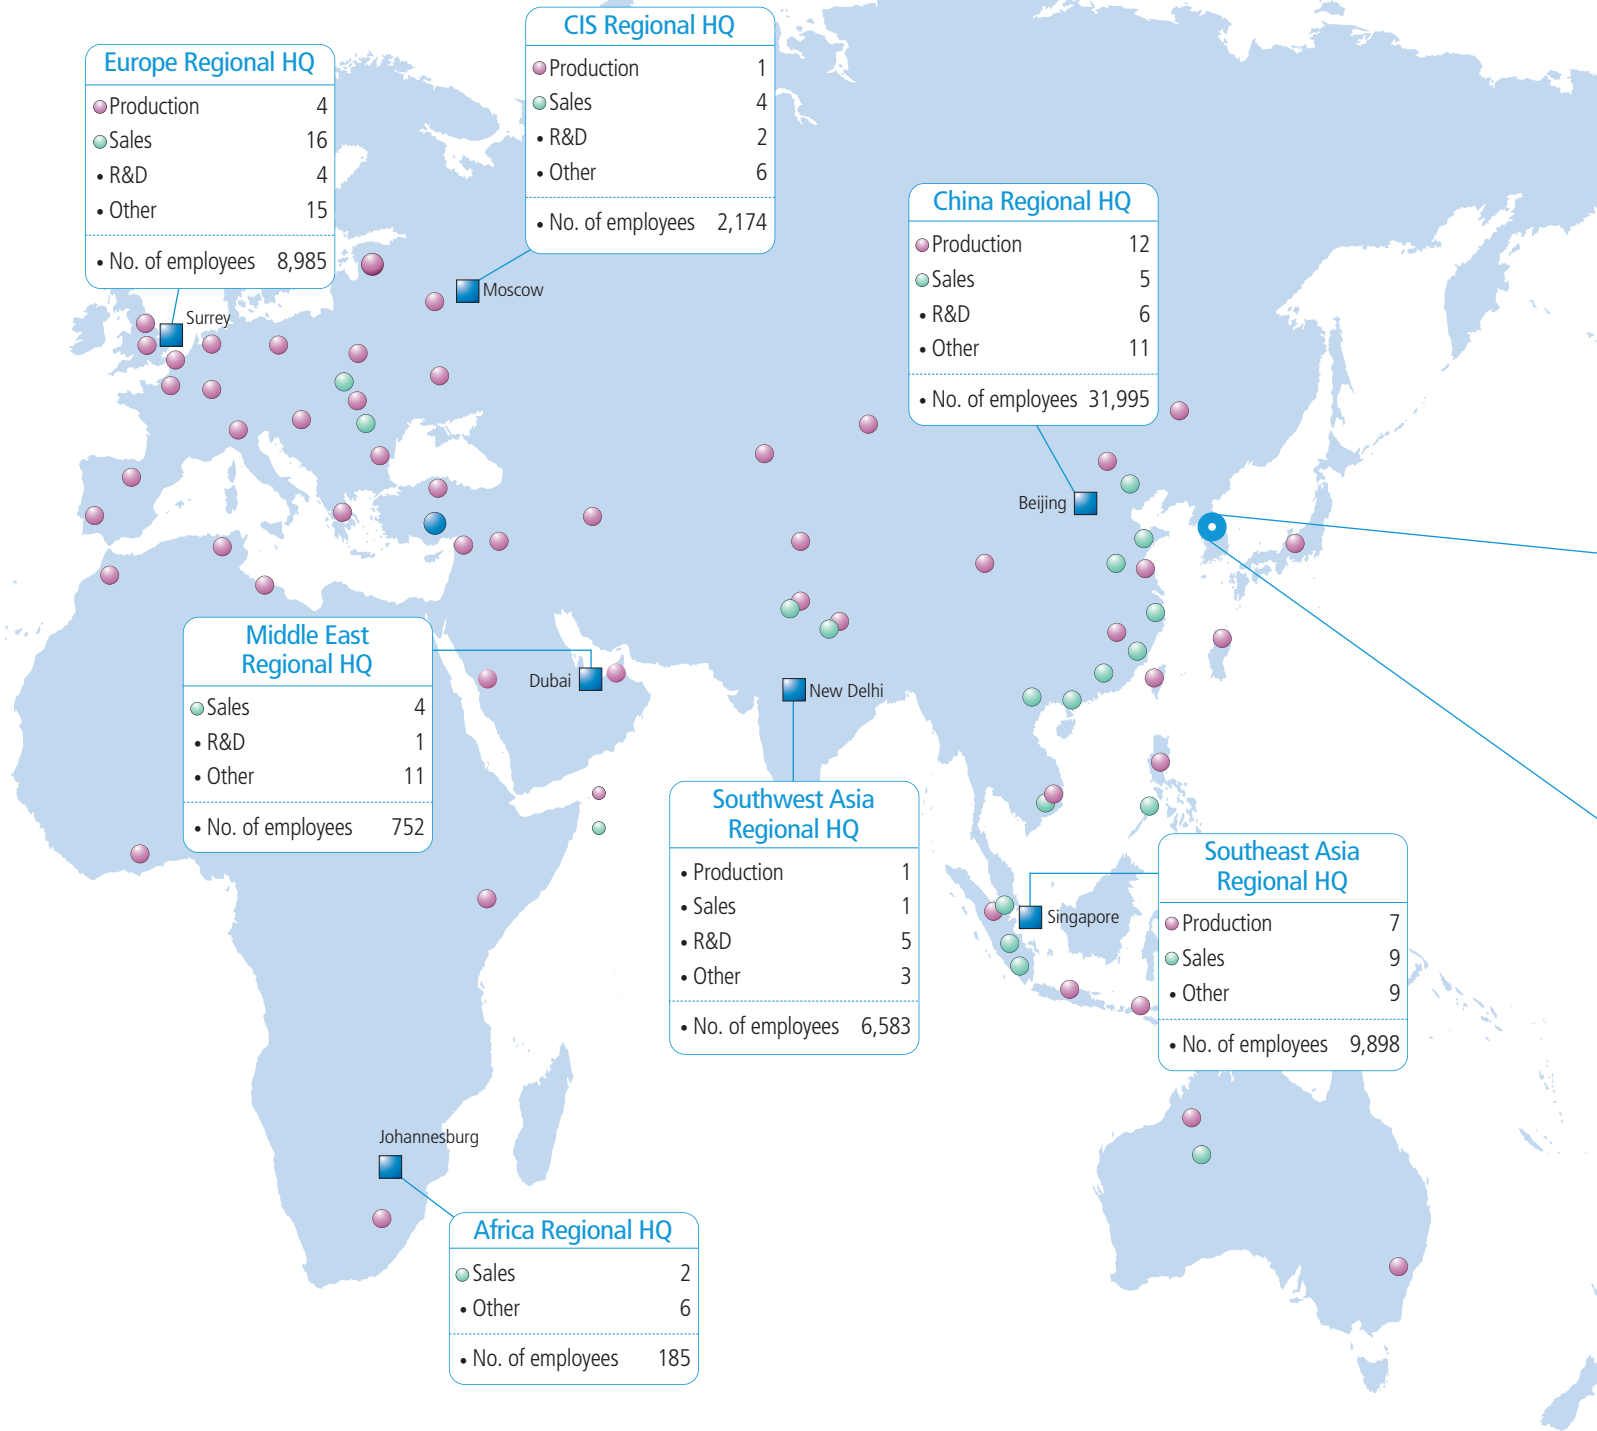 CIS Regional HQ
Production 1
Sales 4
• R&D 2
• Other 6
• No. of employees 2,174
Moscow
Europe Regional HQ
Production 4
Sales 16
• R&D 4
• Other 15
• No. of employees 8,985
Surrey
China Regional HQ
Production 12
Sales 5
• R&D 6
• Other 11
• No. of employees 31,995
Beijing
Middle East
Regional HQ
Sales 4
• R&D 1
• Other 11
• No. of employees 752
Dubai
New Delhi
Southwest Asia
Regional HQ
• Production 1
• Sales 1
• R&D 5
• Other 3
• No. of employees 6,583
Southeast Asia
Regional HQ
Production 7
Sales 9
• Other 9
• No. of employees 9,898
Singapore
Johannesburg
Africa Regional HQ
Sales 2
• Other 6
• No. of employees 185